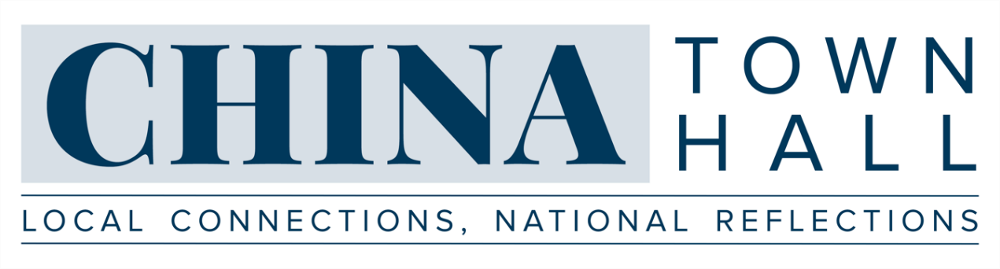 CHINA
TOWN
HALL
LOCAL CONNECTIONS, NATIONAL REFLECTIONS